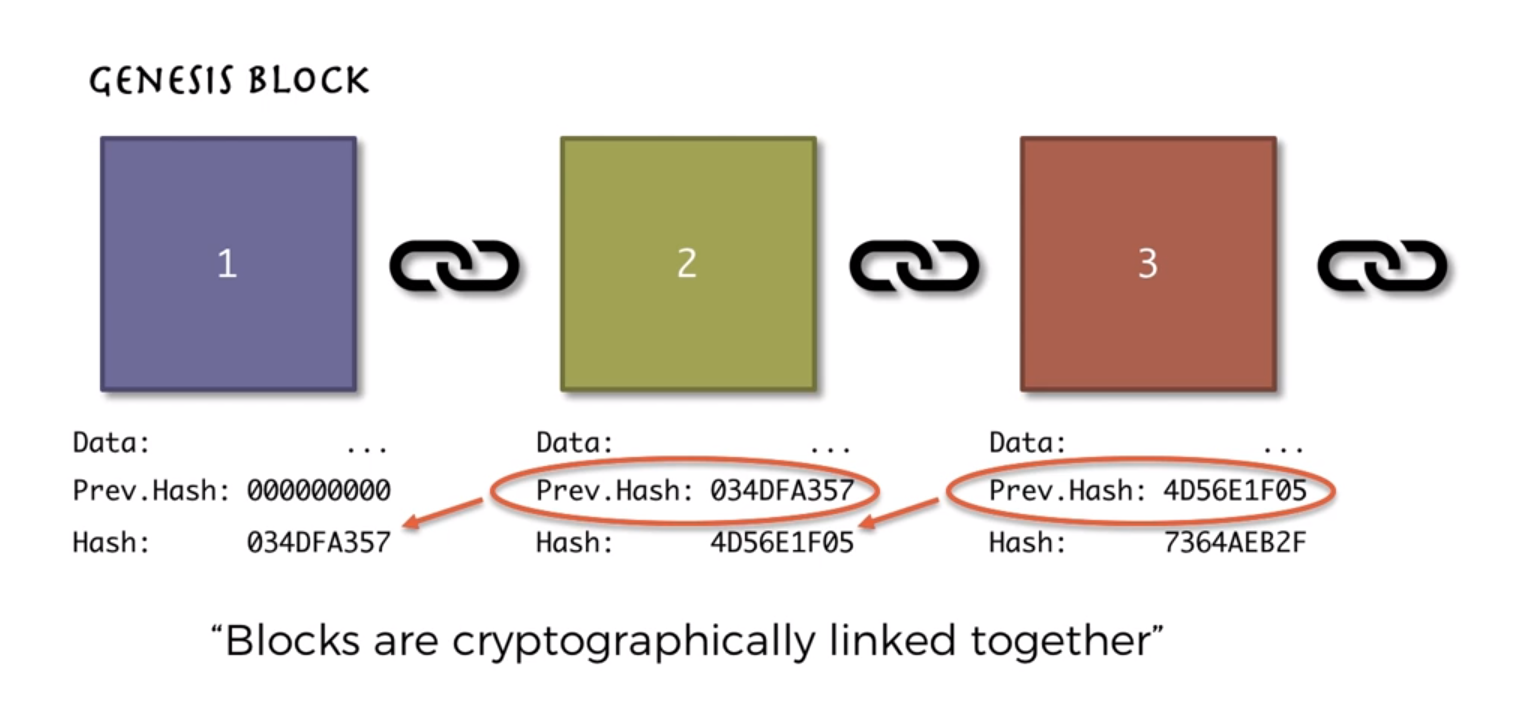 GENESIS BLOCK
1
2
3
Data: ...
Prev.Hash: 000000000
Hash: 034DFA357
Data: ...
Prev.Hash: 034DFA357
Hash: 4D56E1F05
Data: ...
Prev.Hash: 4D56E1F05
Hash: 7364AEB2F
“Blocks are cryptographically linked together”